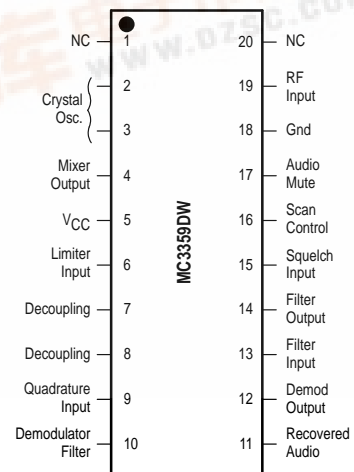 WWW.DZSC.
NC 1
20 NC
Crystal
Osc.
2
3
19 RF
Input
18 Gnd
Mixer
Output
4
17 Audio
Mute
VCC 5
16 Scan
Control
Limiter
Input
6
15 Squelch
Input
Decoupling 7
14 Filter
Output
Decoupling 8
13 Filter
Input
Quadrature
Input
9
12 Demod
Output
Demodulator
Filter
10
11 Recovered
Audio
MC3359DW